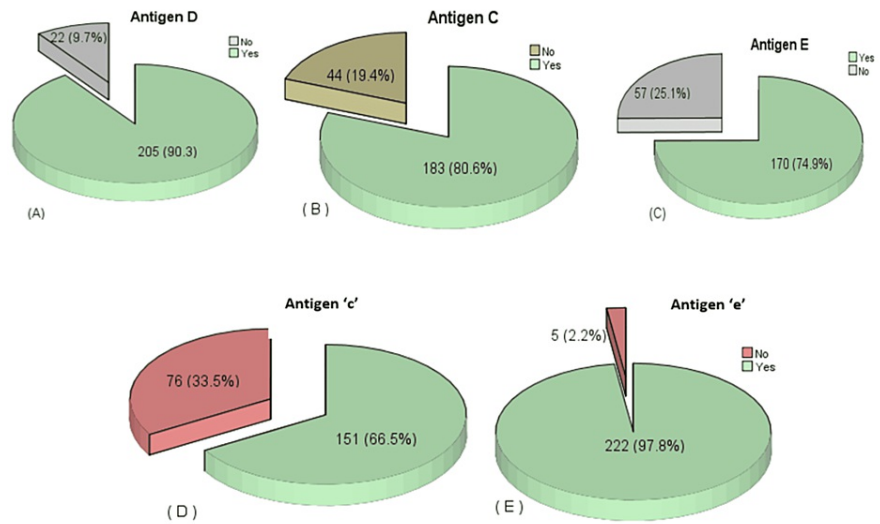 Antigen D
No
Yes
22 (9.7%)
205 (90.3)
(A)
Antigen C
No
Yes
44 (19.4%)
183 (80.6%)
( B )
Antigen E
Yes
No
57 (25.1%)
170 (74.9%)
(C)
Antigen ‘c’
76 (33.5%)
151 (66.5%)
( D )
Antigen ‘e’
No
Yes
5 (2.2%)
222 (97.8%)
( E )